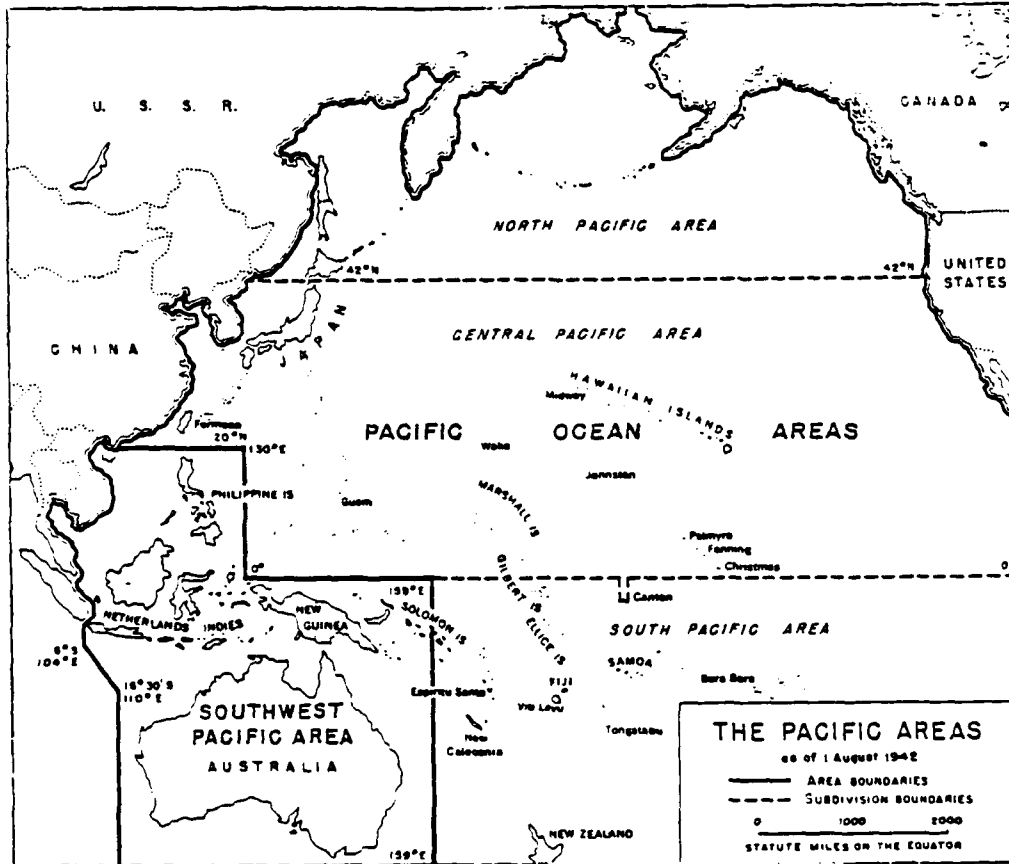 U. S. S. R.
CANADA
NORTH PACIFIC AREA
42°N
42°N
UNITED
STATES
CENTRAL PACIFIC AREA
JAPAN
CHINA
HAWAIIAN ISLANDS
Midway
Formosa
20°N
130°E
PACIFIC OCEAN AREAS
Wake
Johnston
PHILIPPINE IS
Guam
MARSHALL IS
Palmyra
Fanning
Christmas
0°
0
159°E
GILBERT IS
Canton
NETHERLANDS INDIES
NEW
GUINEA
SOLOMON IS
ELLICE IS
SOUTH PACIFIC AREA
104°E
SAMOA
16°30'S
110°E
Espiritu Santo
FIJI
Bora Bora
SOUTHWEST
PACIFIC AREA
AUSTRALIA
Viti Levu
New
Caledonia
Tongatabu
THE PACIFIC AREAS
as of 1 August 1942
AREA BOUNDARIES
SUBDIVISION BOUNDARIES
0 1000 2000
STATUTE MILES ON THE EQUATOR
NEW ZEALAND
159°E